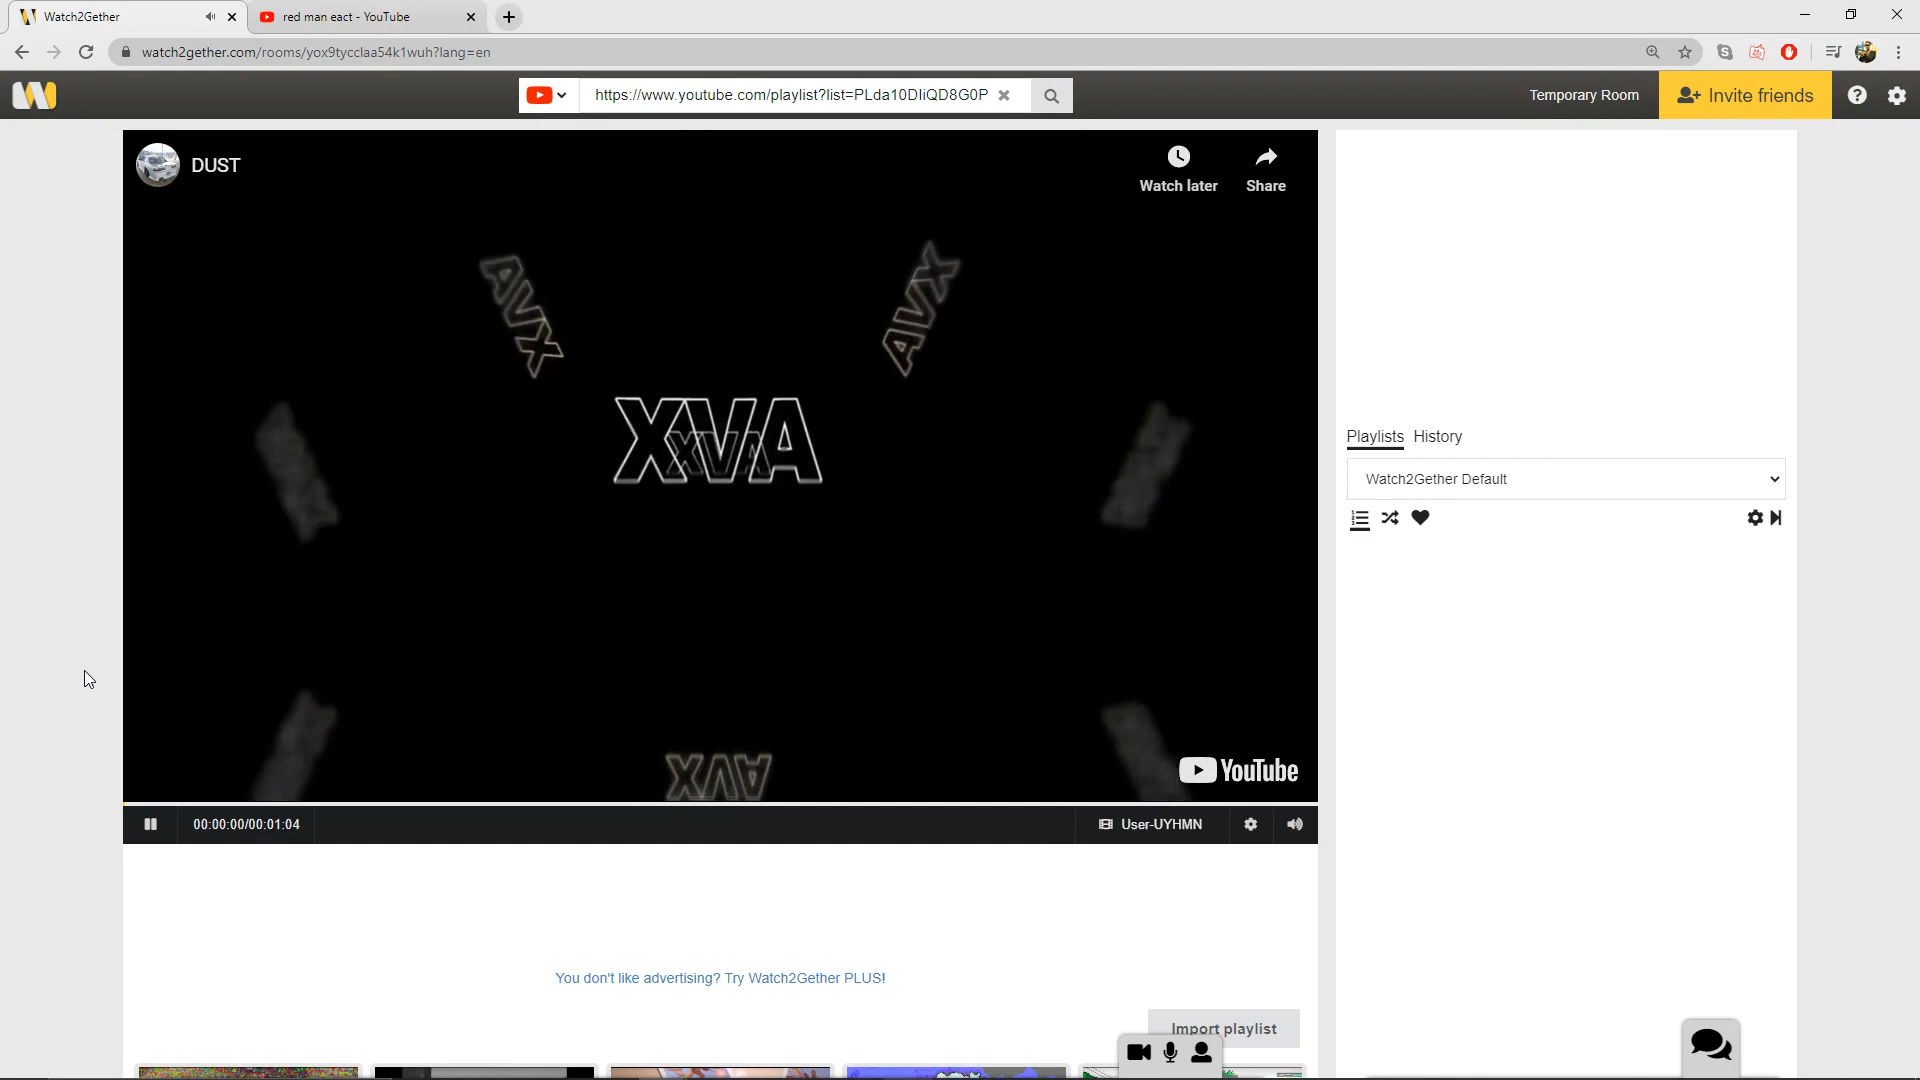 Watch2Gether
red man eact - YouTube
watch2gether.com/rooms/yox9tycclaa54k1wuh?lang=en
https://www.youtube.com/playlist?list=PLda10DIiQD8G0P
Temporary Room
Invite friends
DUST
Watch later
Share
AVX
XVA
XVA
XVA
YouTube
00:00:00/00:01:04
User-UYHMN
Playlists History
Watch2Gether Default
You don't like advertising? Try Watch2Gether PLUS!
Import playlist